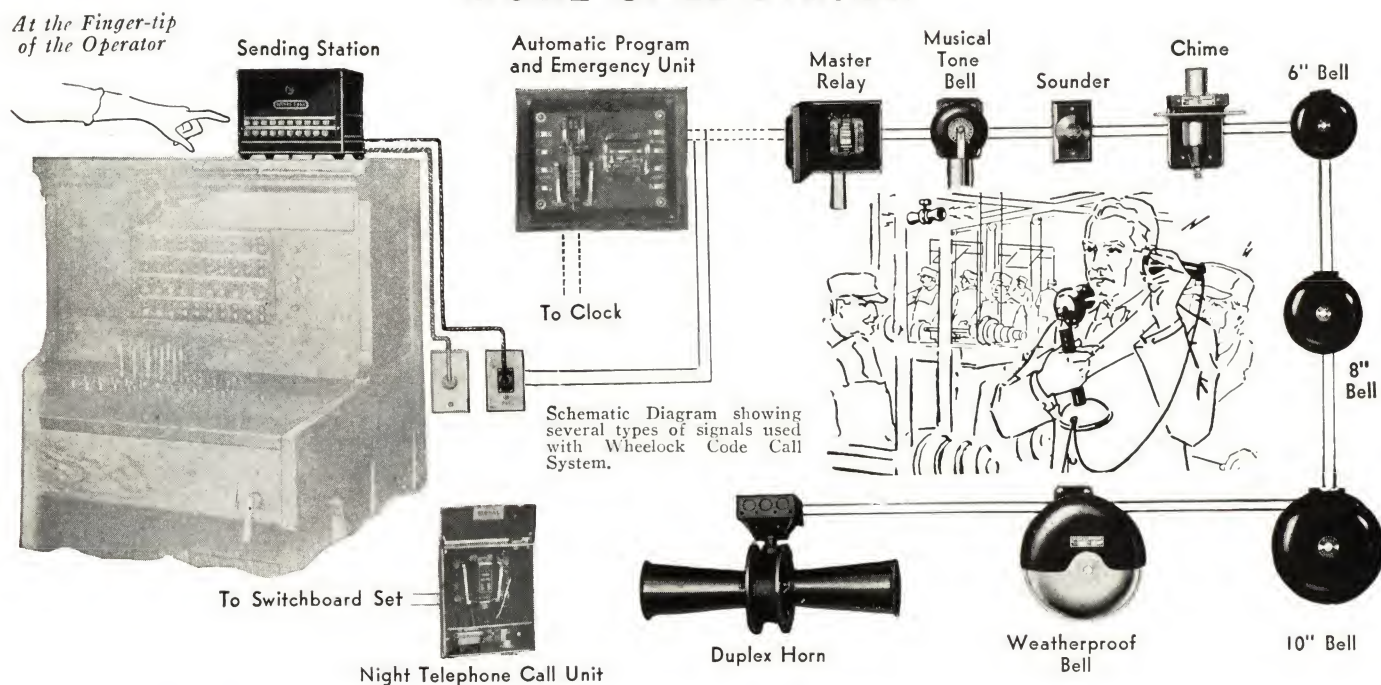 At the Finger-tip
of the Operator
Sending Station
Automatic Program
and Emergency Unit
Master
Relay
Musical
Tone
Bell
Sounder
Chime
6" Bell
To Clock
8"
Bell
Schematic Diagram showing
several types of signals used
with Wheelock Code Call
System.
To Switchboard Set
Night Telephone Call Unit
Duplex Horn
Weatherproof
Bell
10" Bell